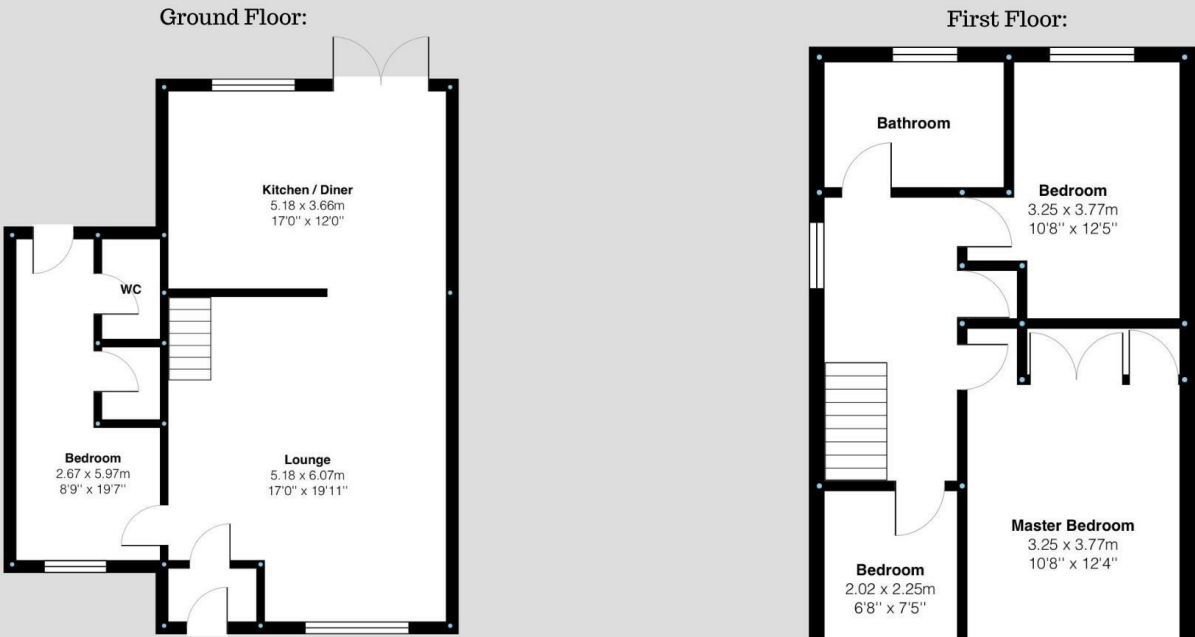 Ground Floor:
Kitchen / Diner
5.18 x 3.66m
17'0'' x 12'0''
WC
Bedroom
2.67 x 5.97m
8'9'' x 19'7''
Lounge
5.18 x 6.07m
17'0'' x 19'11''
First Floor:
Bathroom
Bedroom
3.25 x 3.77m
10'8'' x 12'5''
Master Bedroom
3.25 x 3.77m
10'8'' x 12'4''
Bedroom
2.02 x 2.25m
6'8'' x 7'5''